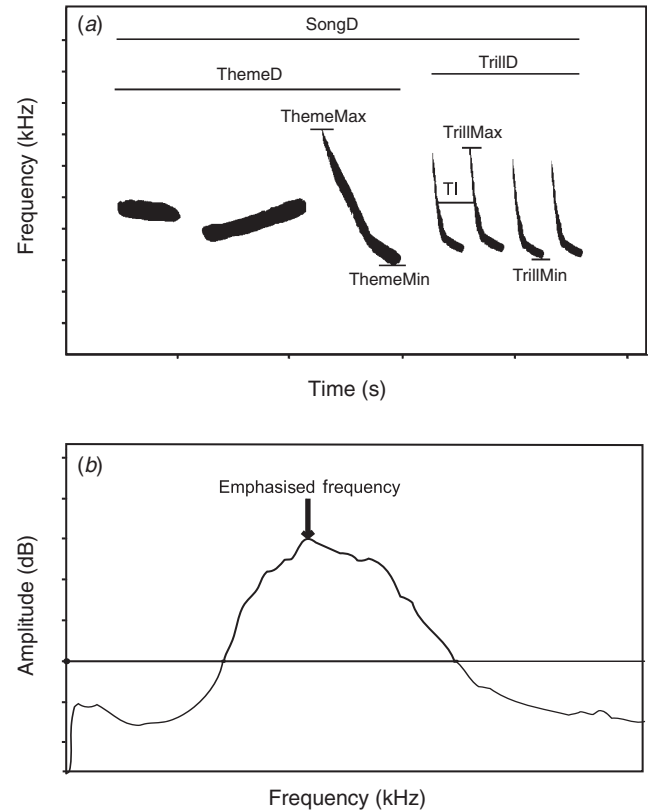 (a)
SongD
ThemeD
TrillD
ThemeMax
TrillMax
TI
ThemeMin
TrillMin
Frequency (kHz)
Time (s)
(b)
Emphasised frequency
Amplitude (dB)
Frequency (kHz)